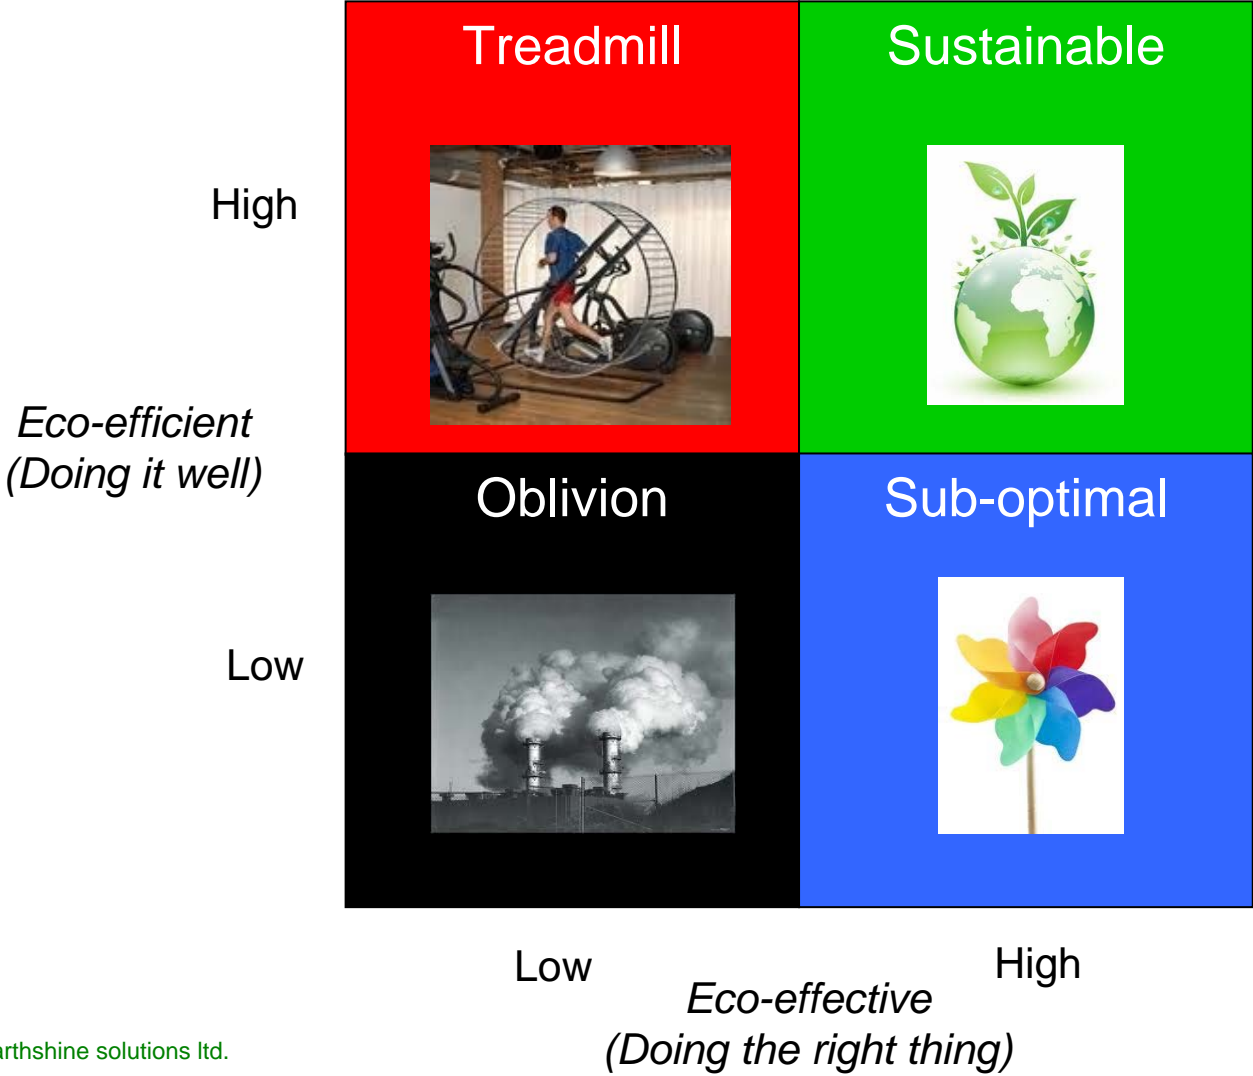 Treadmill
Sustainable
High
Eco-efficient
(Doing it well)
Oblivion
Sub-optimal
Low
Low
High
Eco-effective
(Doing the right thing)
solutions ltd.